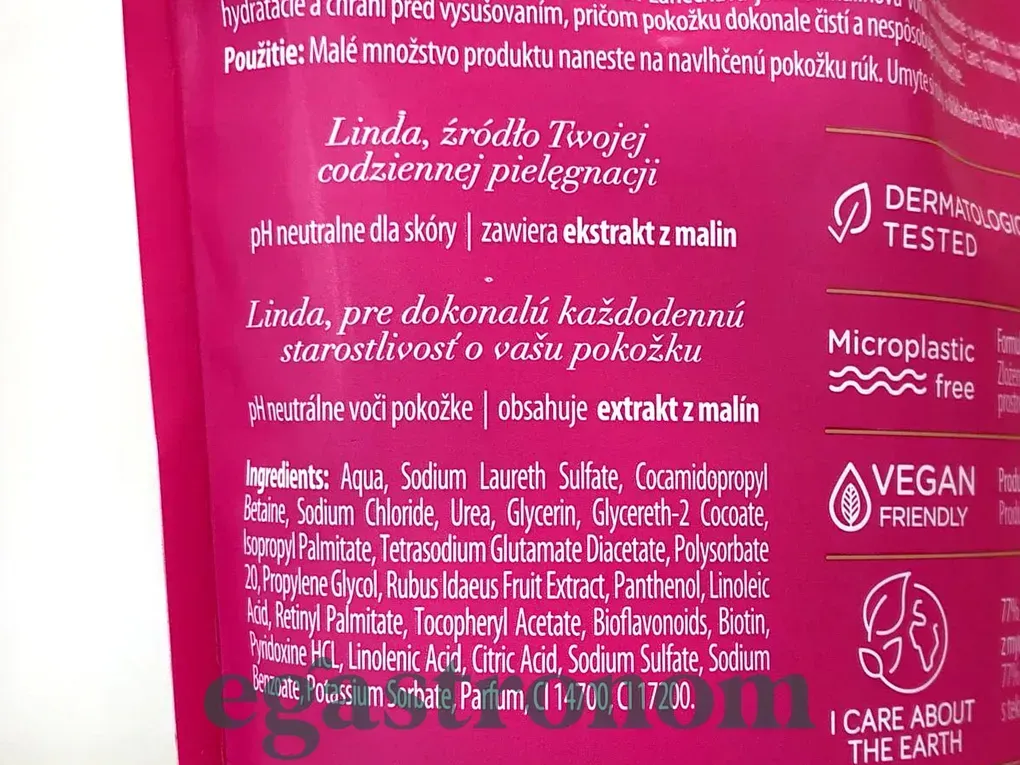 hydratácie a chráni pred vysušovaním, pričom pokožku dokonale čistí a
Použitie: Malé množstvo produktu naneste na navlhčenú pokožku rúk. Umyte
Linda, źródło Twojej
codziennej pielęgnacji
pH neutralne dla skóry | zawiera ekstrakt z malin
Linda, pre dokonalú každodennú
starostlivosť o vašu pokožku
pH neutrálne voči pokožke | obsahuje extrakt z malín
Ingredients: Aqua, Sodium Laureth Sulfate, Cocamidopropyl
Betaine, Sodium Chloride, Urea, Glycerin, Glycereth-2 Cocoate,
Isopropyl Palmitate, Tetrasodium Glutamate Diacetate, Polysorbate
20, Propylene Glycol, Rubus Idaeus Fruit Extract, Panthenol, Linoleic
Acid, Retinyl Palmitate, Tocopheryl Acetate, Bioflavonoids, Biotin,
Pyridoxine HCL, Linolenic Acid, Citric Acid, Sodium Sulfate, Sodium
Benzoate, Potassium Sorbate, Parfum, CI 14700, CI 17200.
DERMATOLOGIC
TESTED
Microplastic
free
VEGAN
FRIENDLY
77%
77%
I CARE ABOUT
THE EARTH
egastronom